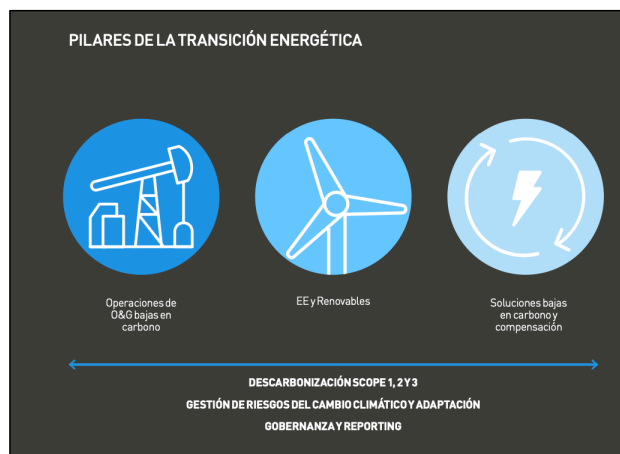 PILARES DE LA TRANSICIÓN ENERGÉTICA
Operaciones de
O&G bajas en
carbono
EE y Renovables
Soluciones bajas
en carbono y
compensación
DESCARBONIZACIÓN SCOPE 1, 2 Y 3
GESTIÓN DE RIESGOS DEL CAMBIO CLIMÁTICO Y ADAPTACIÓN
GOBERNANZA Y REPORTING